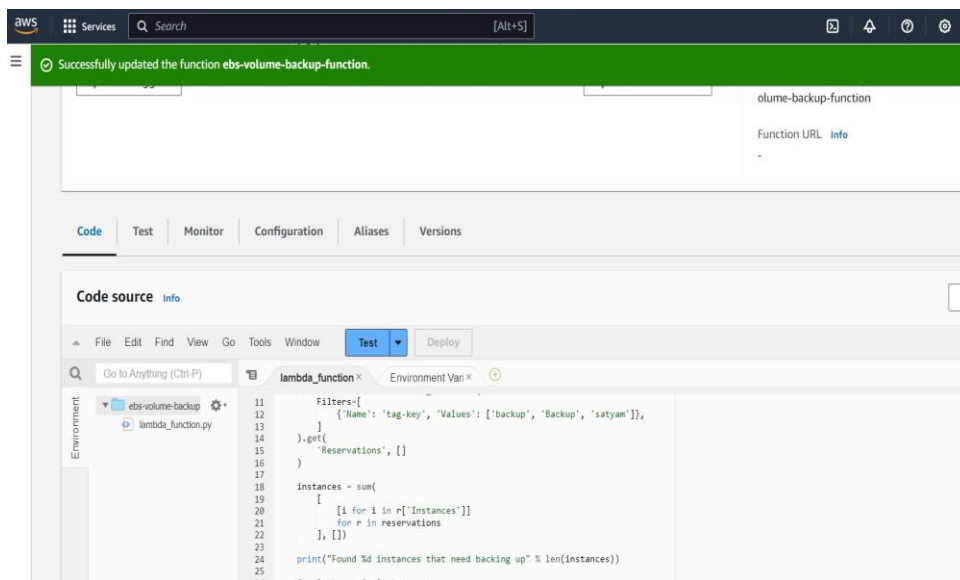 aws Services Search [Alt+S]
Successfully updated the function ebs-volume-backup-function.
olume-backup-function
Function URL Info
-
Code Test Monitor Configuration Aliases Versions
Code source Info
File Edit Find View Go Tools Window Test Deploy
Go to Anything (Ctrl-P) lambda_function × Environment Vari ×
Environment
ebs-volume-backup
lambda_function.py
11 Filters=[
12 {'Name': 'tag-key', 'Values': ['backup', 'Backup', 'satyam']},
13 ]
14 ).get(
15 'Reservations', []
16 )
17
18 instances = sum(
19 [
20 [i for i in r['Instances']]
21 for r in reservations
22 ], [])
23
24 print("Found %d instances that need backing up" % len(instances))
25